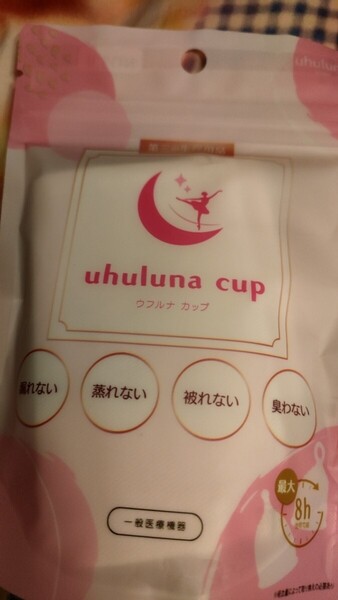 uhuluna cup
ウフルナ カップ
漏れない
蒸れない
被れない
臭わない
最大
8h
一般医療機器